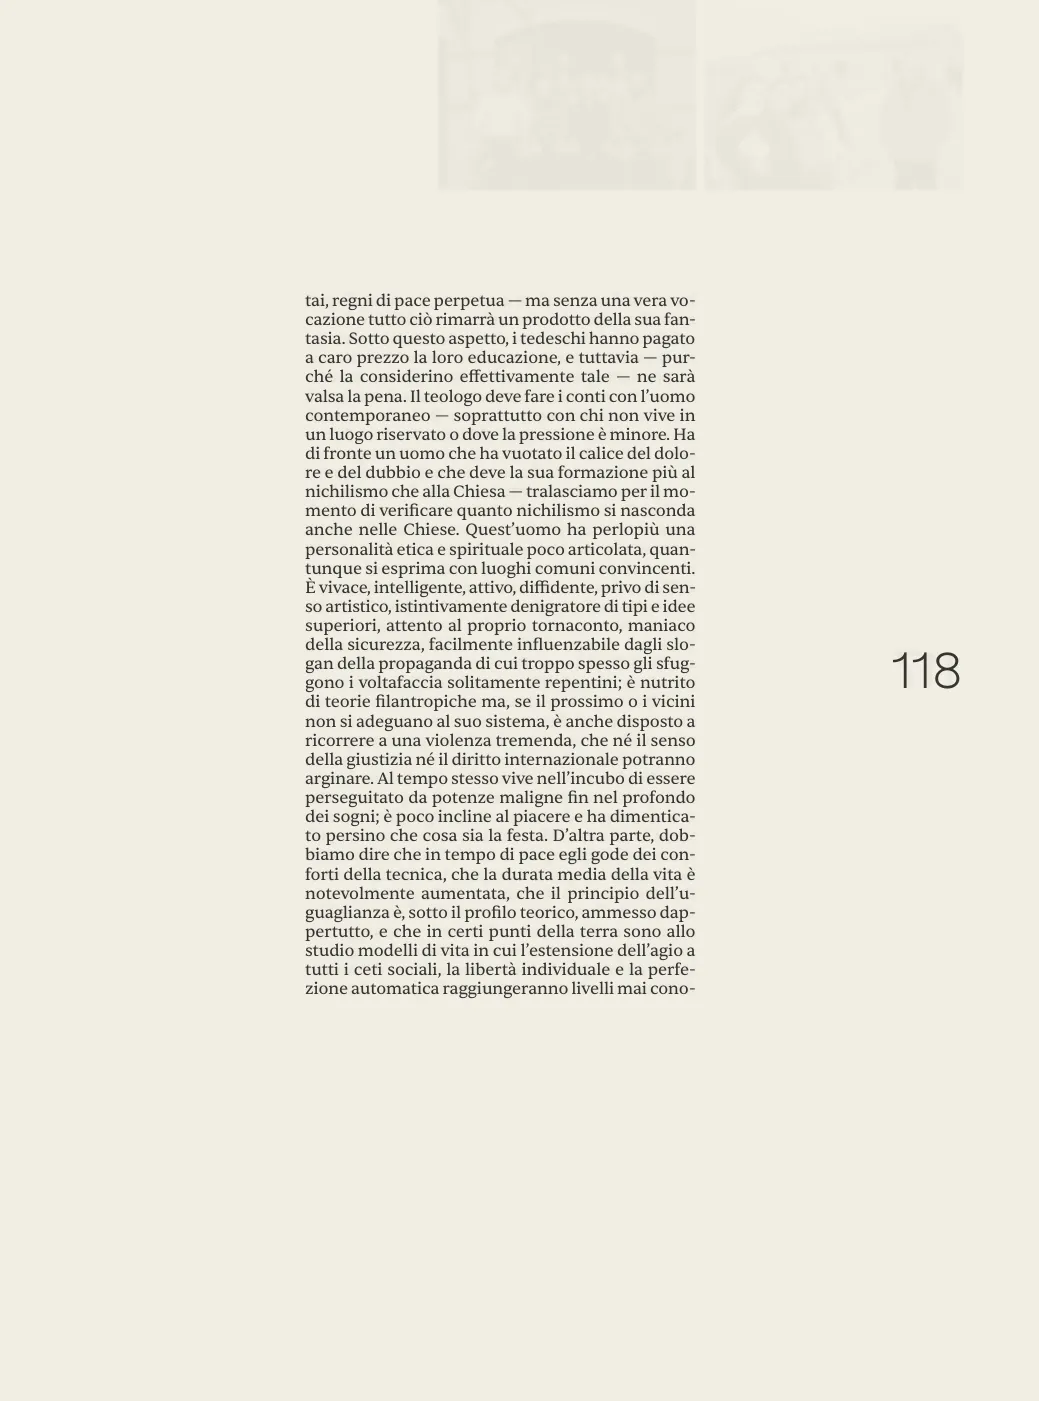 tai, regni di pace perpetua — ma senza una vera vo-
cazione tutto ciò rimarrà un prodotto della sua fan-
tasia. Sotto questo aspetto, i tedeschi hanno pagato
a caro prezzo la loro educazione, e tuttavia — pur-
ché la considerino effettivamente tale — ne sarà
valsa la pena. Il teologo deve fare i conti con l’uomo
contemporaneo — soprattutto con chi non vive in
un luogo riservato o dove la pressione è minore. Ha
di fronte un uomo che ha vuotato il calice del dolo-
re e del dubbio e che deve la sua formazione più al
nichilismo che alla Chiesa — tralasciamo per il mo-
mento di verificare quanto nichilismo si nasconda
anche nelle Chiese. Quest’uomo ha perlopiù una
personalità etica e spirituale poco articolata, quan-
tunque si esprima con luoghi comuni convincenti.
È vivace, intelligente, attivo, diffidente, privo di sen-
so artistico, istintivamente denigratore di tipi e idee
superiori, attento al proprio tornaconto, maniaco
della sicurezza, facilmente influenzabile dagli slo-
gan della propaganda di cui troppo spesso gli sfug-
gono i voltafaccia solitamente repentini; è nutrito
di teorie filantropiche ma, se il prossimo o i vicini
non si adeguano al suo sistema, è anche disposto a
ricorrere a una violenza tremenda, che né il senso
della giustizia né il diritto internazionale potranno
arginare. Al tempo stesso vive nell’incubo di essere
perseguitato da potenze maligne fin nel profondo
dei sogni; è poco incline al piacere e ha dimentica-
to persino che cosa sia la festa. D’altra parte, dob-
biamo dire che in tempo di pace egli gode dei con-
forti della tecnica, che la durata media della vita è
notevolmente aumentata, che il principio dell’u-
guaglianza è, sotto il profilo teorico, ammesso dap-
pertutto, e che in certi punti della terra sono allo
studio modelli di vita in cui l’estensione dell’agio a
tutti i ceti sociali, la libertà individuale e la perfe-
zione automatica raggiungeranno livelli mai cono-
118